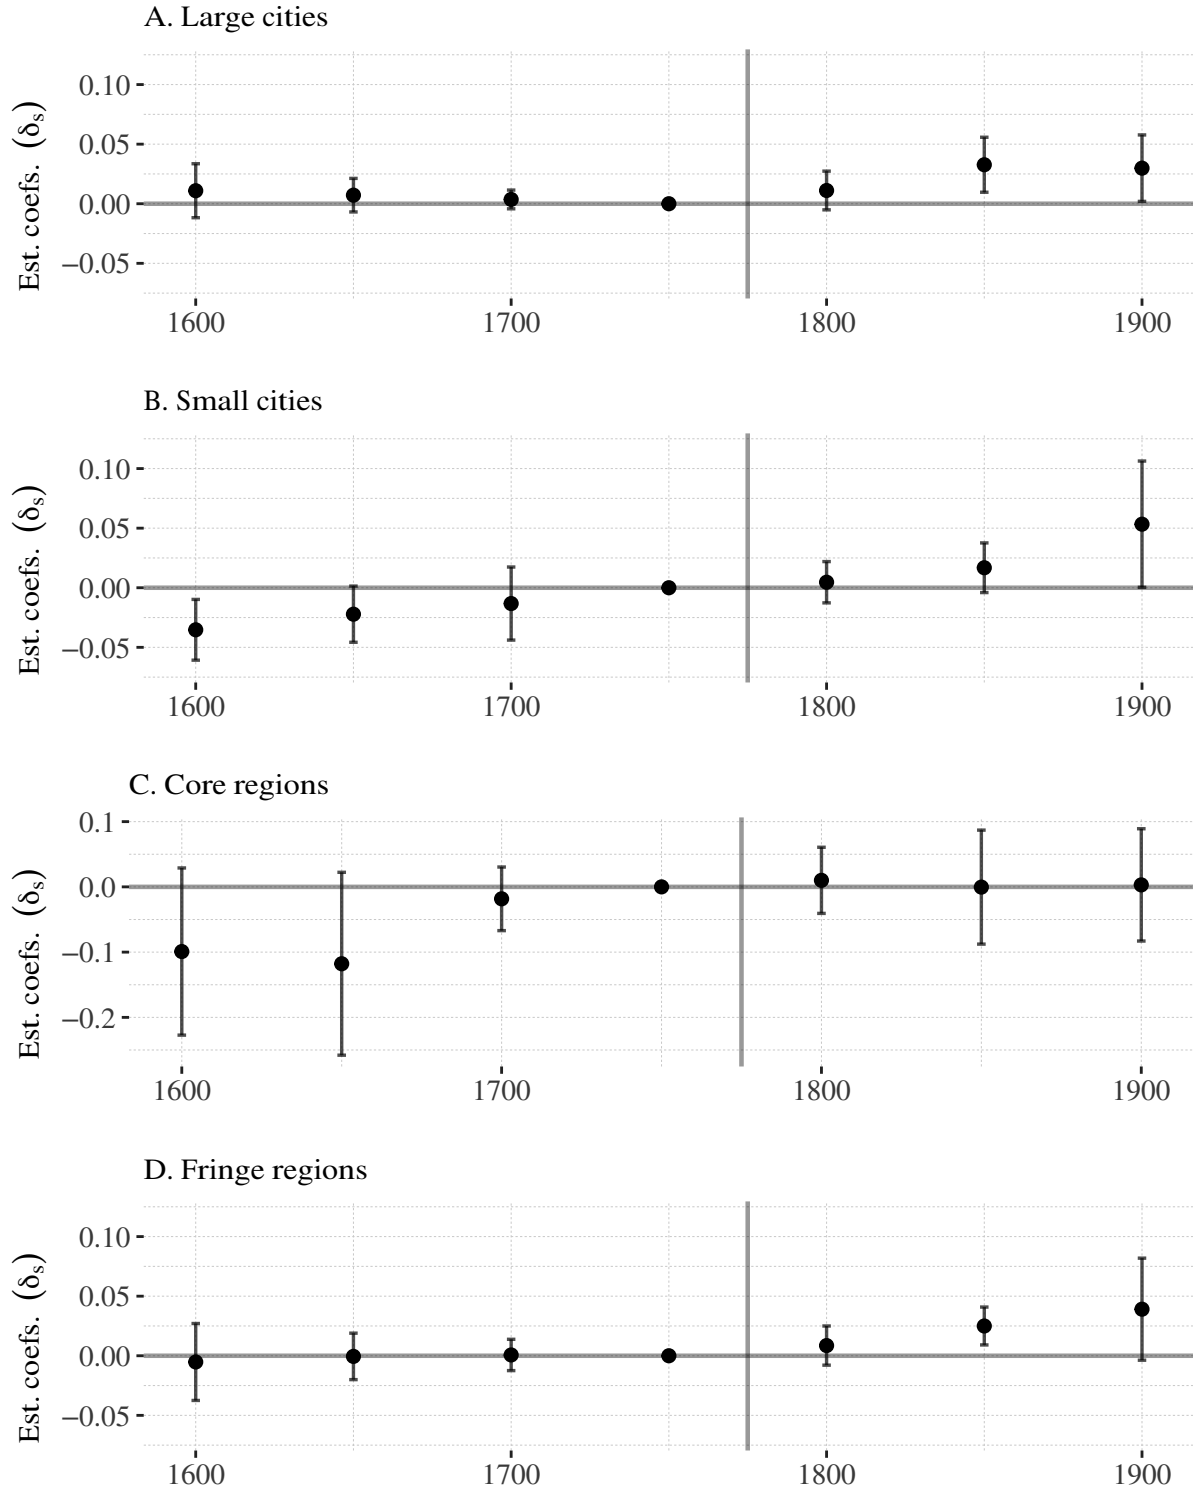 A. Large cities
Est. coefs. (δs)
0.10
0.05
0.00
−0.05
1600 1700 1800 1900
B. Small cities
Est. coefs. (δs)
0.10
0.05
0.00
−0.05
1600 1700 1800 1900
C. Core regions
Est. coefs. (δs)
0.1
0.0
−0.1
−0.2
1600 1700 1800 1900
D. Fringe regions
Est. coefs. (δs)
0.10
0.05
0.00
−0.05
1600 1700 1800 1900